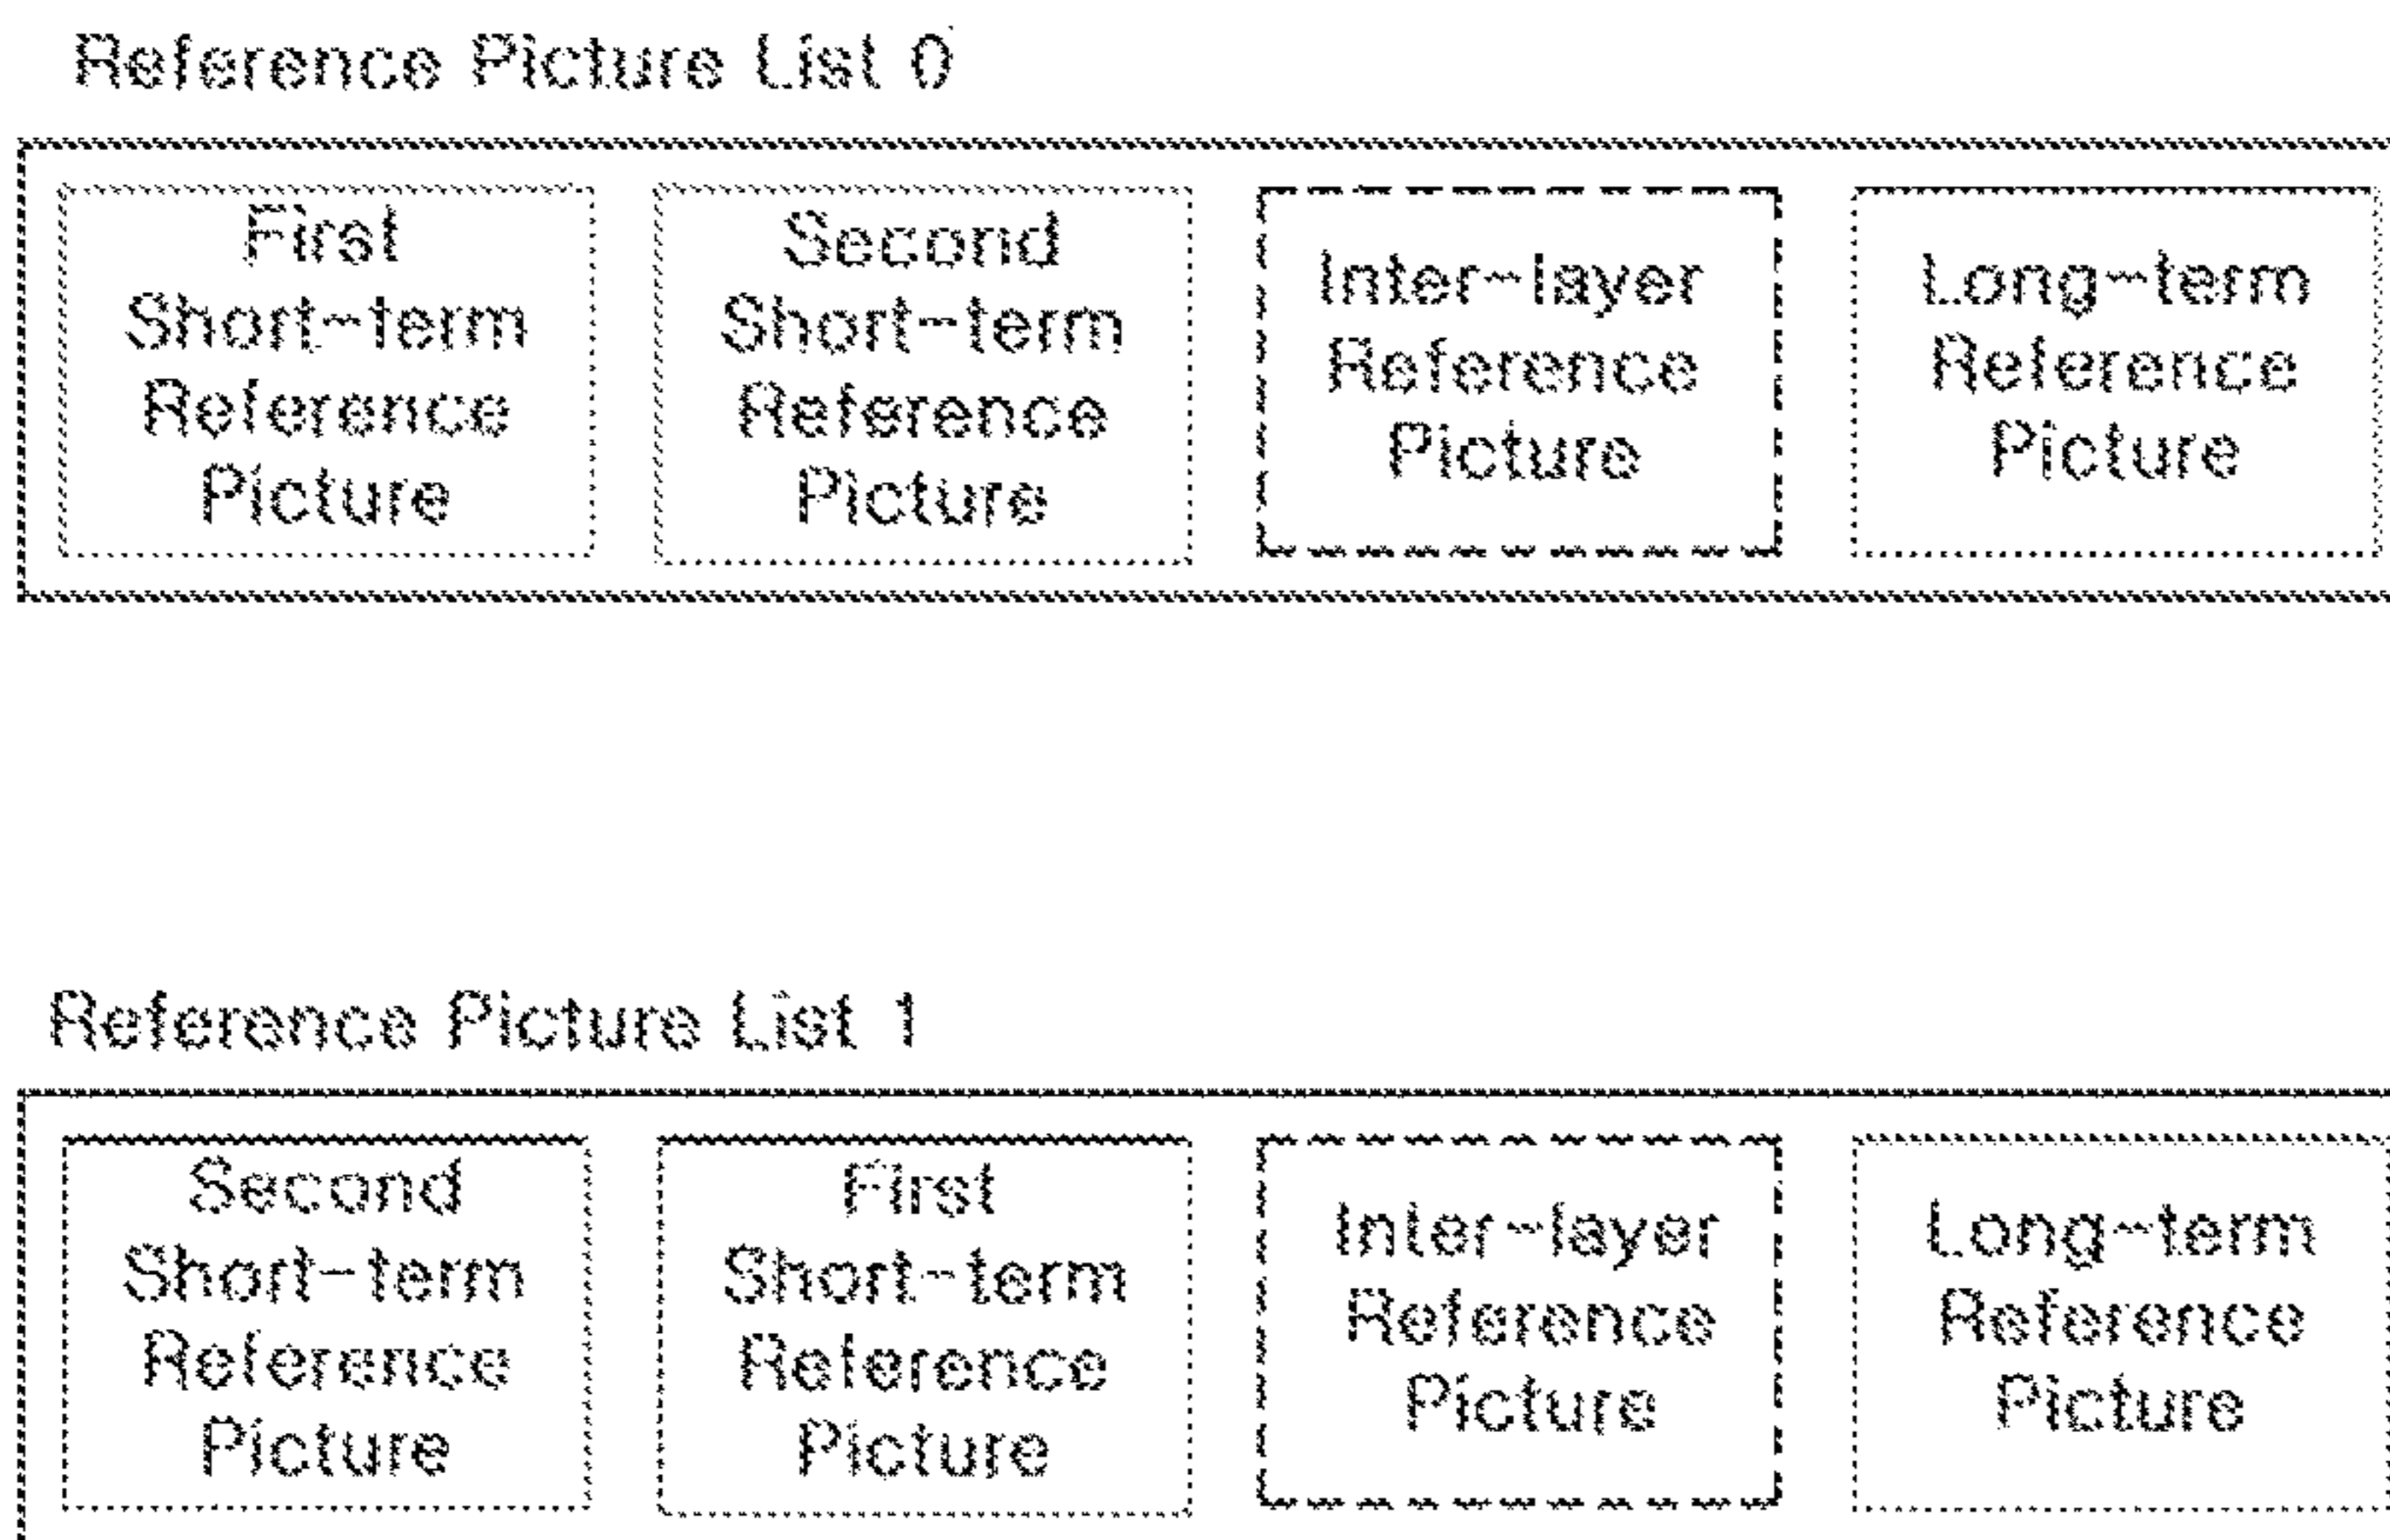 Reference Picture List 0
First
Short-term
Reference
Picture
Second
Short-term
Reference
Picture
Inter-layer
Reference
Picture
Long-term
Reference
Picture
Reference Picture List 1
Second
Short-term
Reference
Picture
First
Short-term
Reference
Picture
Inter-layer
Reference
Picture
Long-term
Reference
Picture